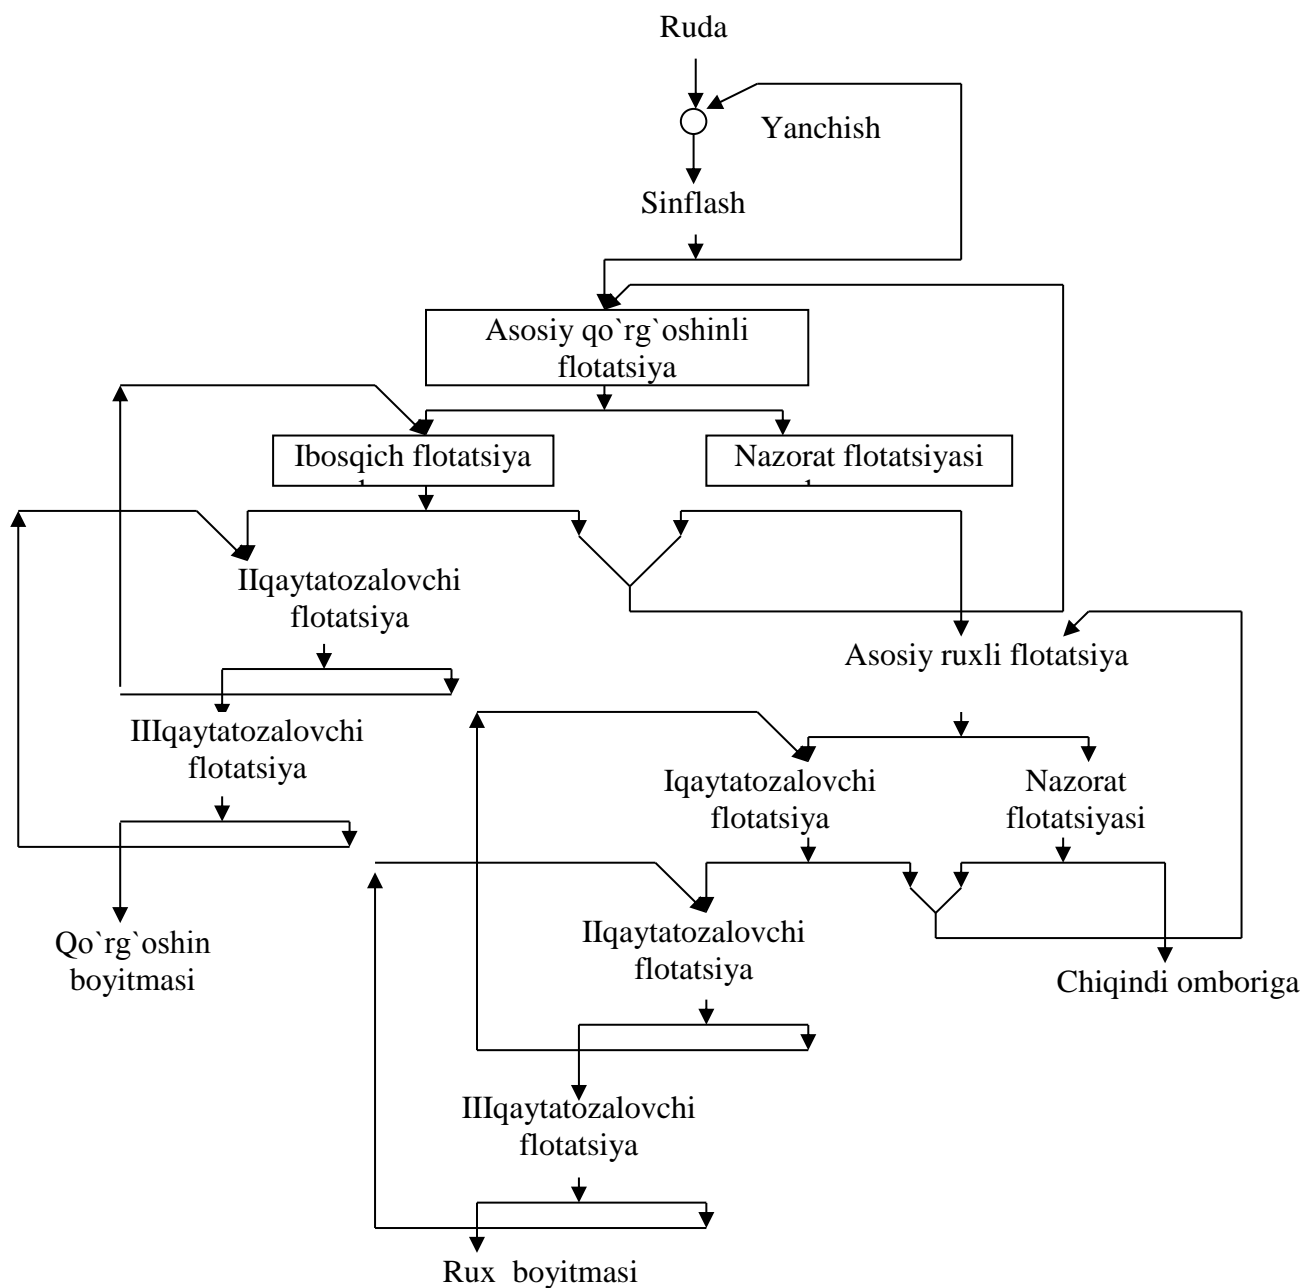 Ruda
Yanchish
Sinflash
Asosiy qo`rg`oshinli
flotatsiya
Ibosqich flotatsiya
Nazorat flotatsiyasi
IIqaytatozalovchi
flotatsiya
Asosiy ruxli flotatsiya
IIIqaytatozalovchi
flotatsiya
Iqaytatozalovchi
flotatsiya
Nazorat
flotatsiyasi
IIqaytatozalovchi
flotatsiya
Qo`rg`oshin
boyitmasi
Chiqindi omboriga
IIIqaytatozalovchi
flotatsiya
Rux boyitmasi